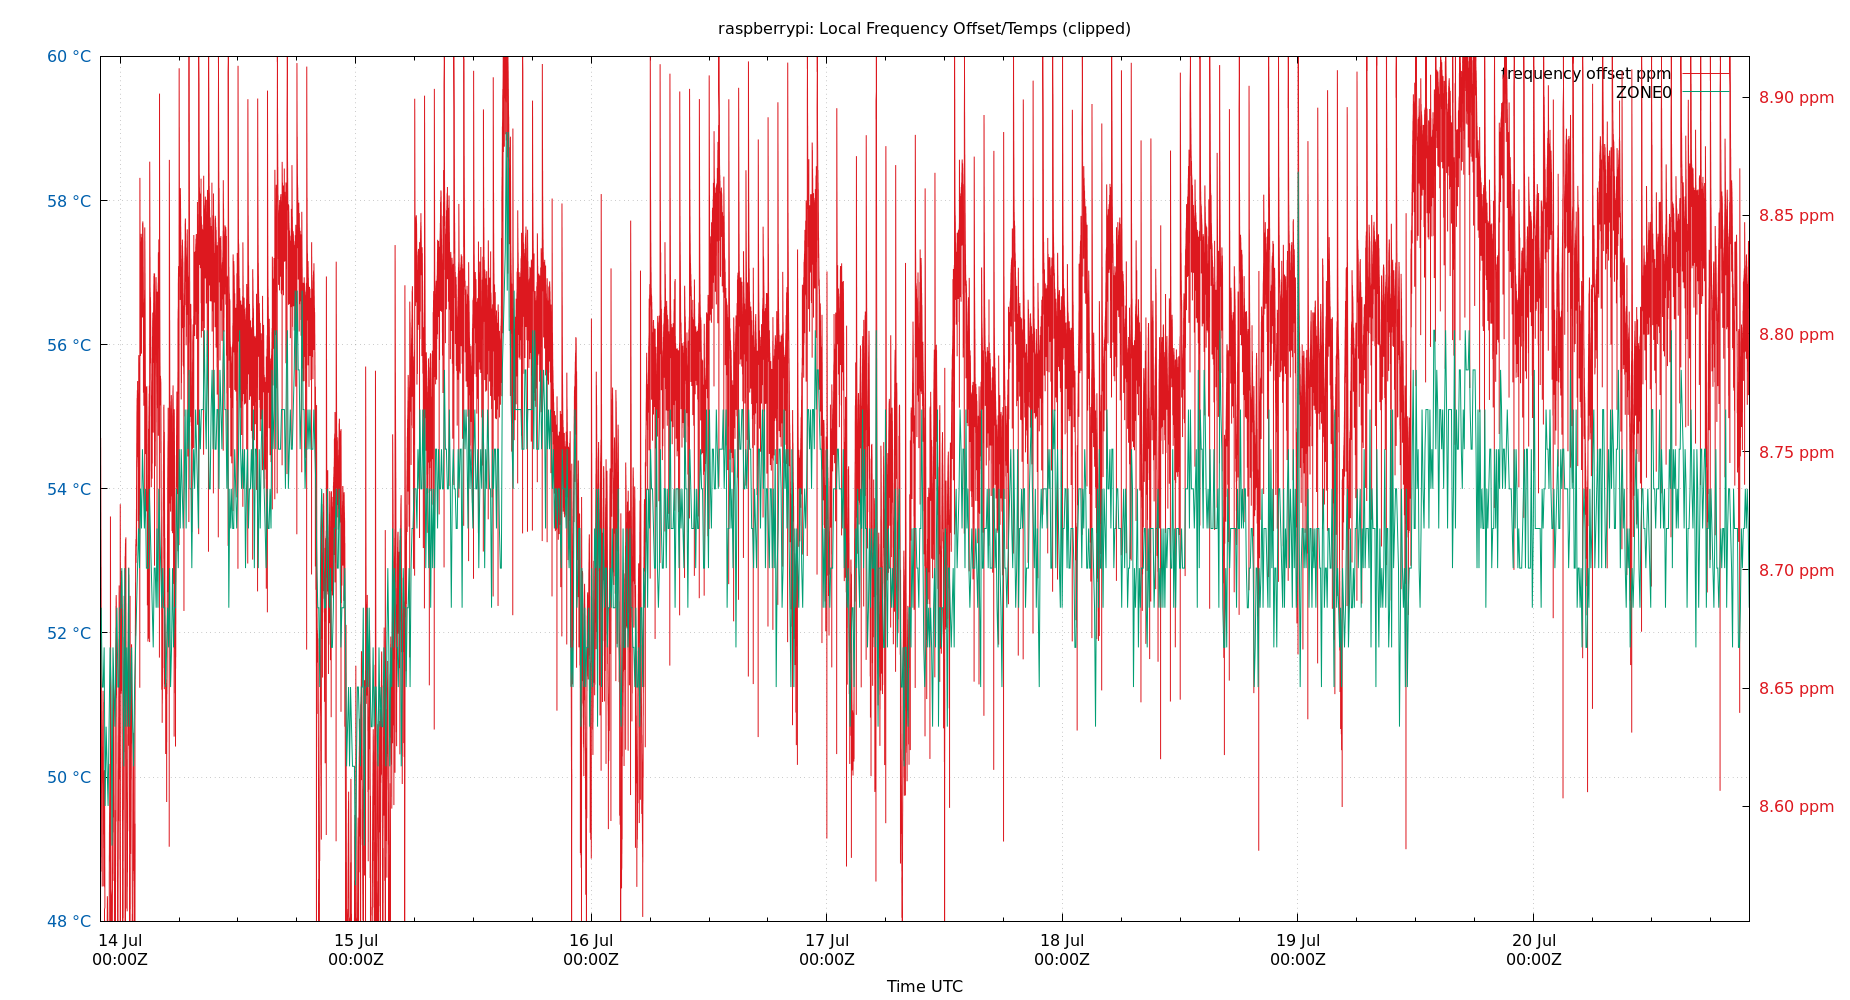 raspberrypi: Local Frequency Offset/Temps (clipped)
60 °C
58 °C
56 °C
54 °C
52 °C
50 °C
48 °C
frequency offset ppm
ZONE0
8.90 ppm
8.85 ppm
8.80 ppm
8.75 ppm
8.70 ppm
8.65 ppm
8.60 ppm
14 Jul 15 Jul 16 Jul 17 Jul 18 Jul 19 Jul 20 Jul
00:00Z 00:00Z 00:00Z 00:00Z 00:00Z 00:00Z 00:00Z
Time UTC